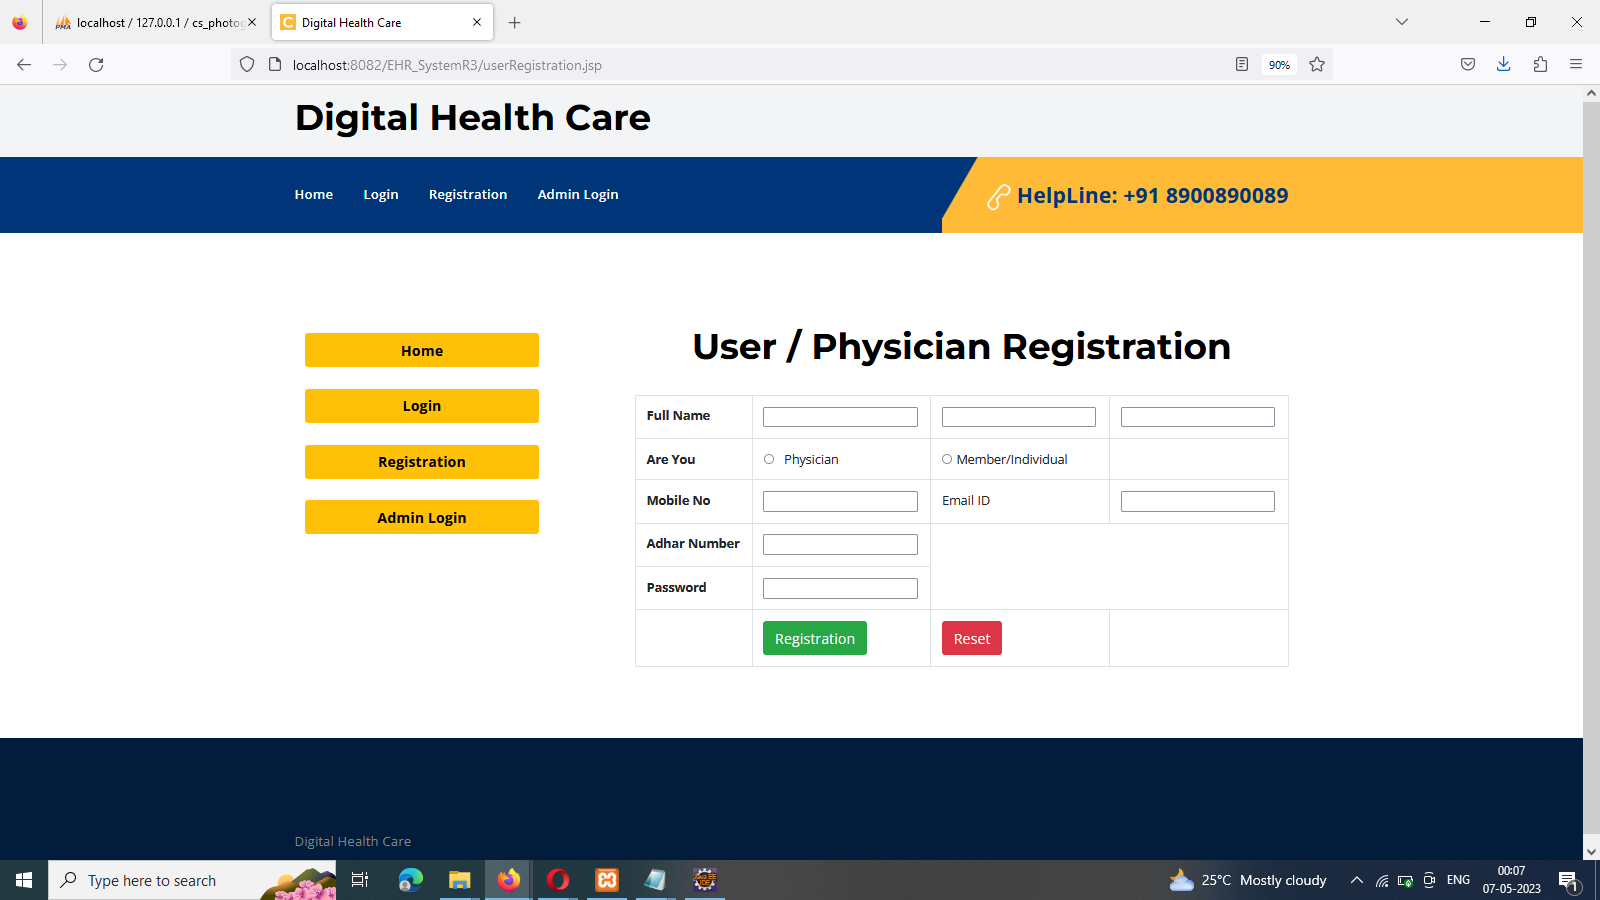 localhost / 127.0.0.1 / cs_photog
Digital Health Care
localhost:8082/EHR_SystemR3/userRegistration.jsp
90%
Digital Health Care
Home Login Registration Admin Login
HelpLine: +91 8900890089
Home
Login
Registration
Admin Login
User / Physician Registration
Full Name
Are You Physician Member/Individual
Mobile No Email ID
Adhar Number
Password
Registration Reset
Digital Health Care
Type here to search
25°C Mostly cloudy
ENG
00:07
07-05-2023
1